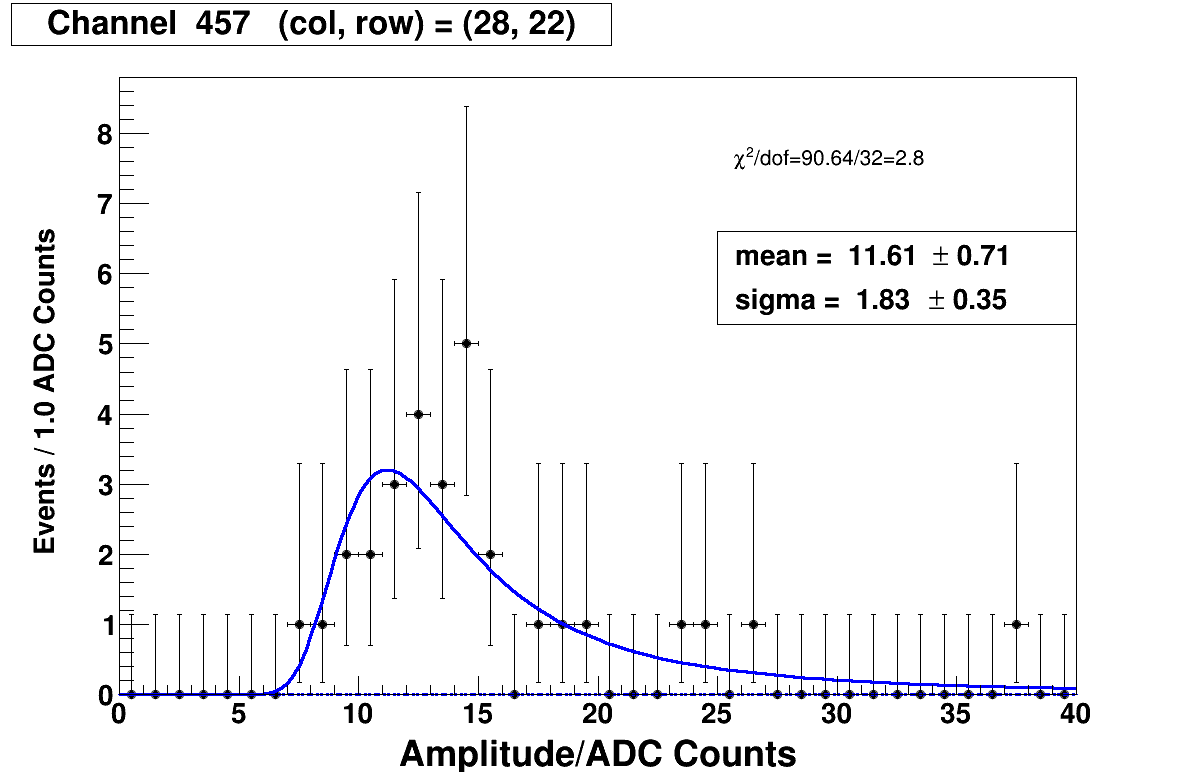 Channel 457 (col, row) = (28, 22)
χ²/dof=90.64/32=2.8
mean = 11.61 ± 0.71
sigma = 1.83 ± 0.35
Events / 1.0 ADC Counts
8
7
6
5
4
3
2
1
0
0 5 10 15 20 25 30 35 40
Amplitude/ADC Counts